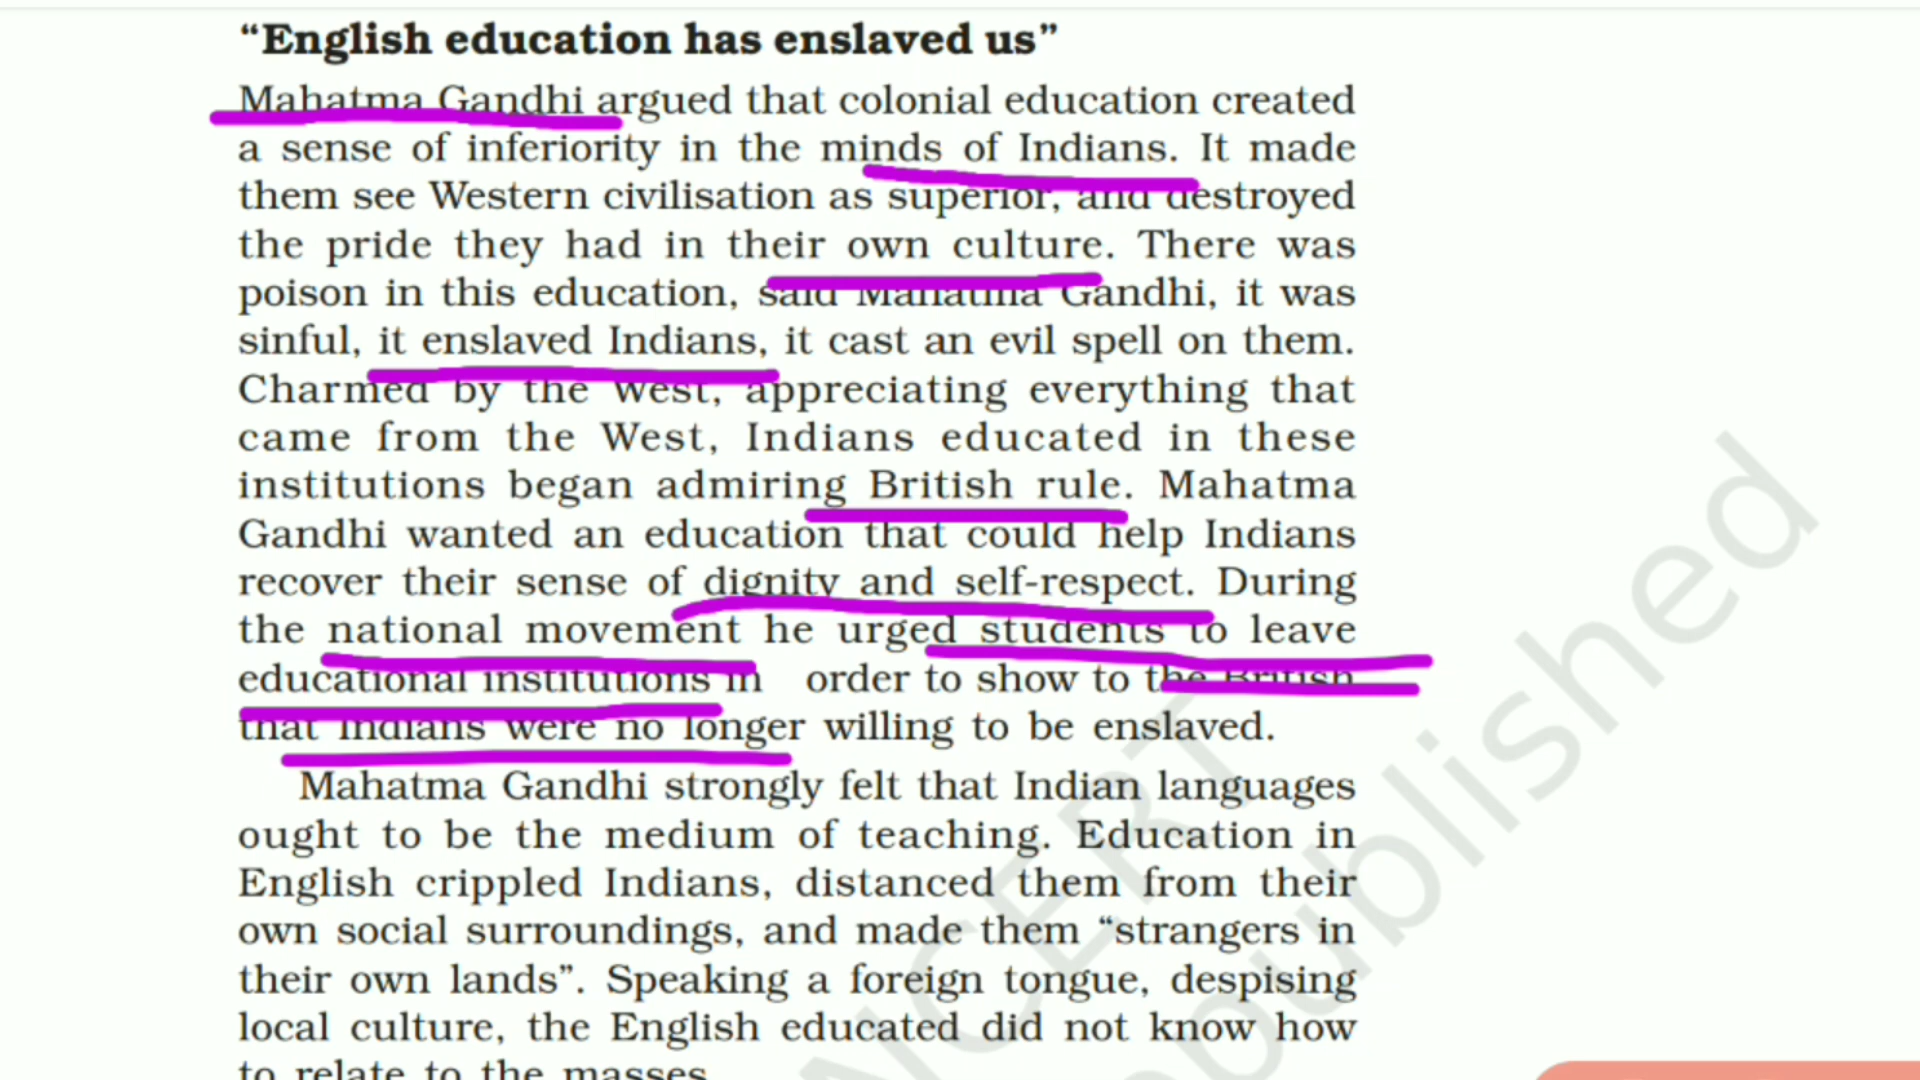 “English education has enslaved us”
Mahatma Gandhi argued that colonial education created
a sense of inferiority in the minds of Indians. It made
them see Western civilisation as superior, and destroyed
the pride they had in their own culture. There was
poison in this education, said Mahatma Gandhi, it was
sinful, it enslaved Indians, it cast an evil spell on them.
Charmed by the West, appreciating everything that
came from the West, Indians educated in these
institutions began admiring British rule. Mahatma
Gandhi wanted an education that could help Indians
recover their sense of dignity and self-respect. During
the national movement he urged students to leave
educational institutions in order to show to the British
that Indians were no longer willing to be enslaved.
Mahatma Gandhi strongly felt that Indian languages
ought to be the medium of teaching. Education in
English crippled Indians, distanced them from their
own social surroundings, and made them “strangers in
their own lands”. Speaking a foreign tongue, despising
local culture, the English educated did not know how
to relate to the masses.
NCERT
published